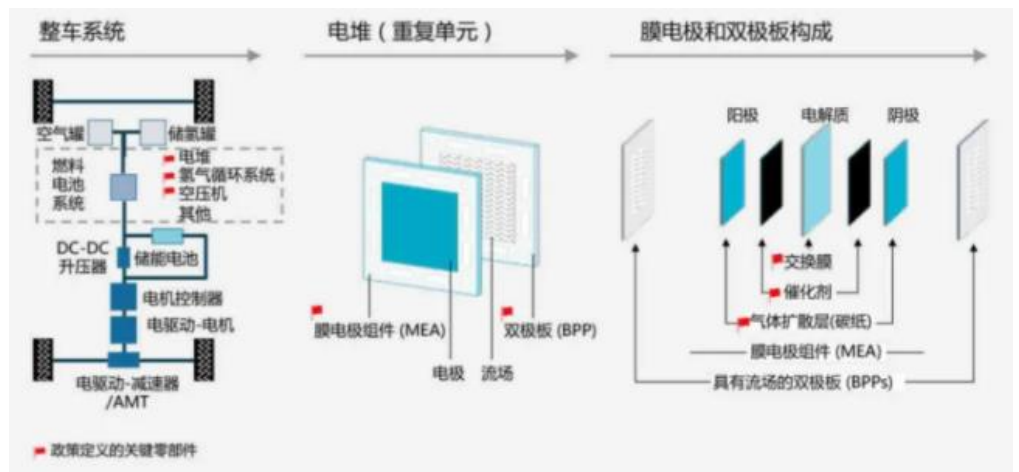 整车系统
空气罐
储氢罐
燃料
电池
系统
电堆
氢气循环系统
空压机
其他
DC-DC
升压器
储能电池
电机控制器
电驱动-电机
电驱动-减速器
/AMT
政策定义的关键零部件
电堆（重复单元）
膜电极组件 (MEA)
双极板 (BPP)
电极
流场
膜电极和双极板构成
阳极
电解质
阴极
交换膜
催化剂
气体扩散层(碳纸)
膜电极组件 (MEA)
具有流场的双极板 (BPPs)